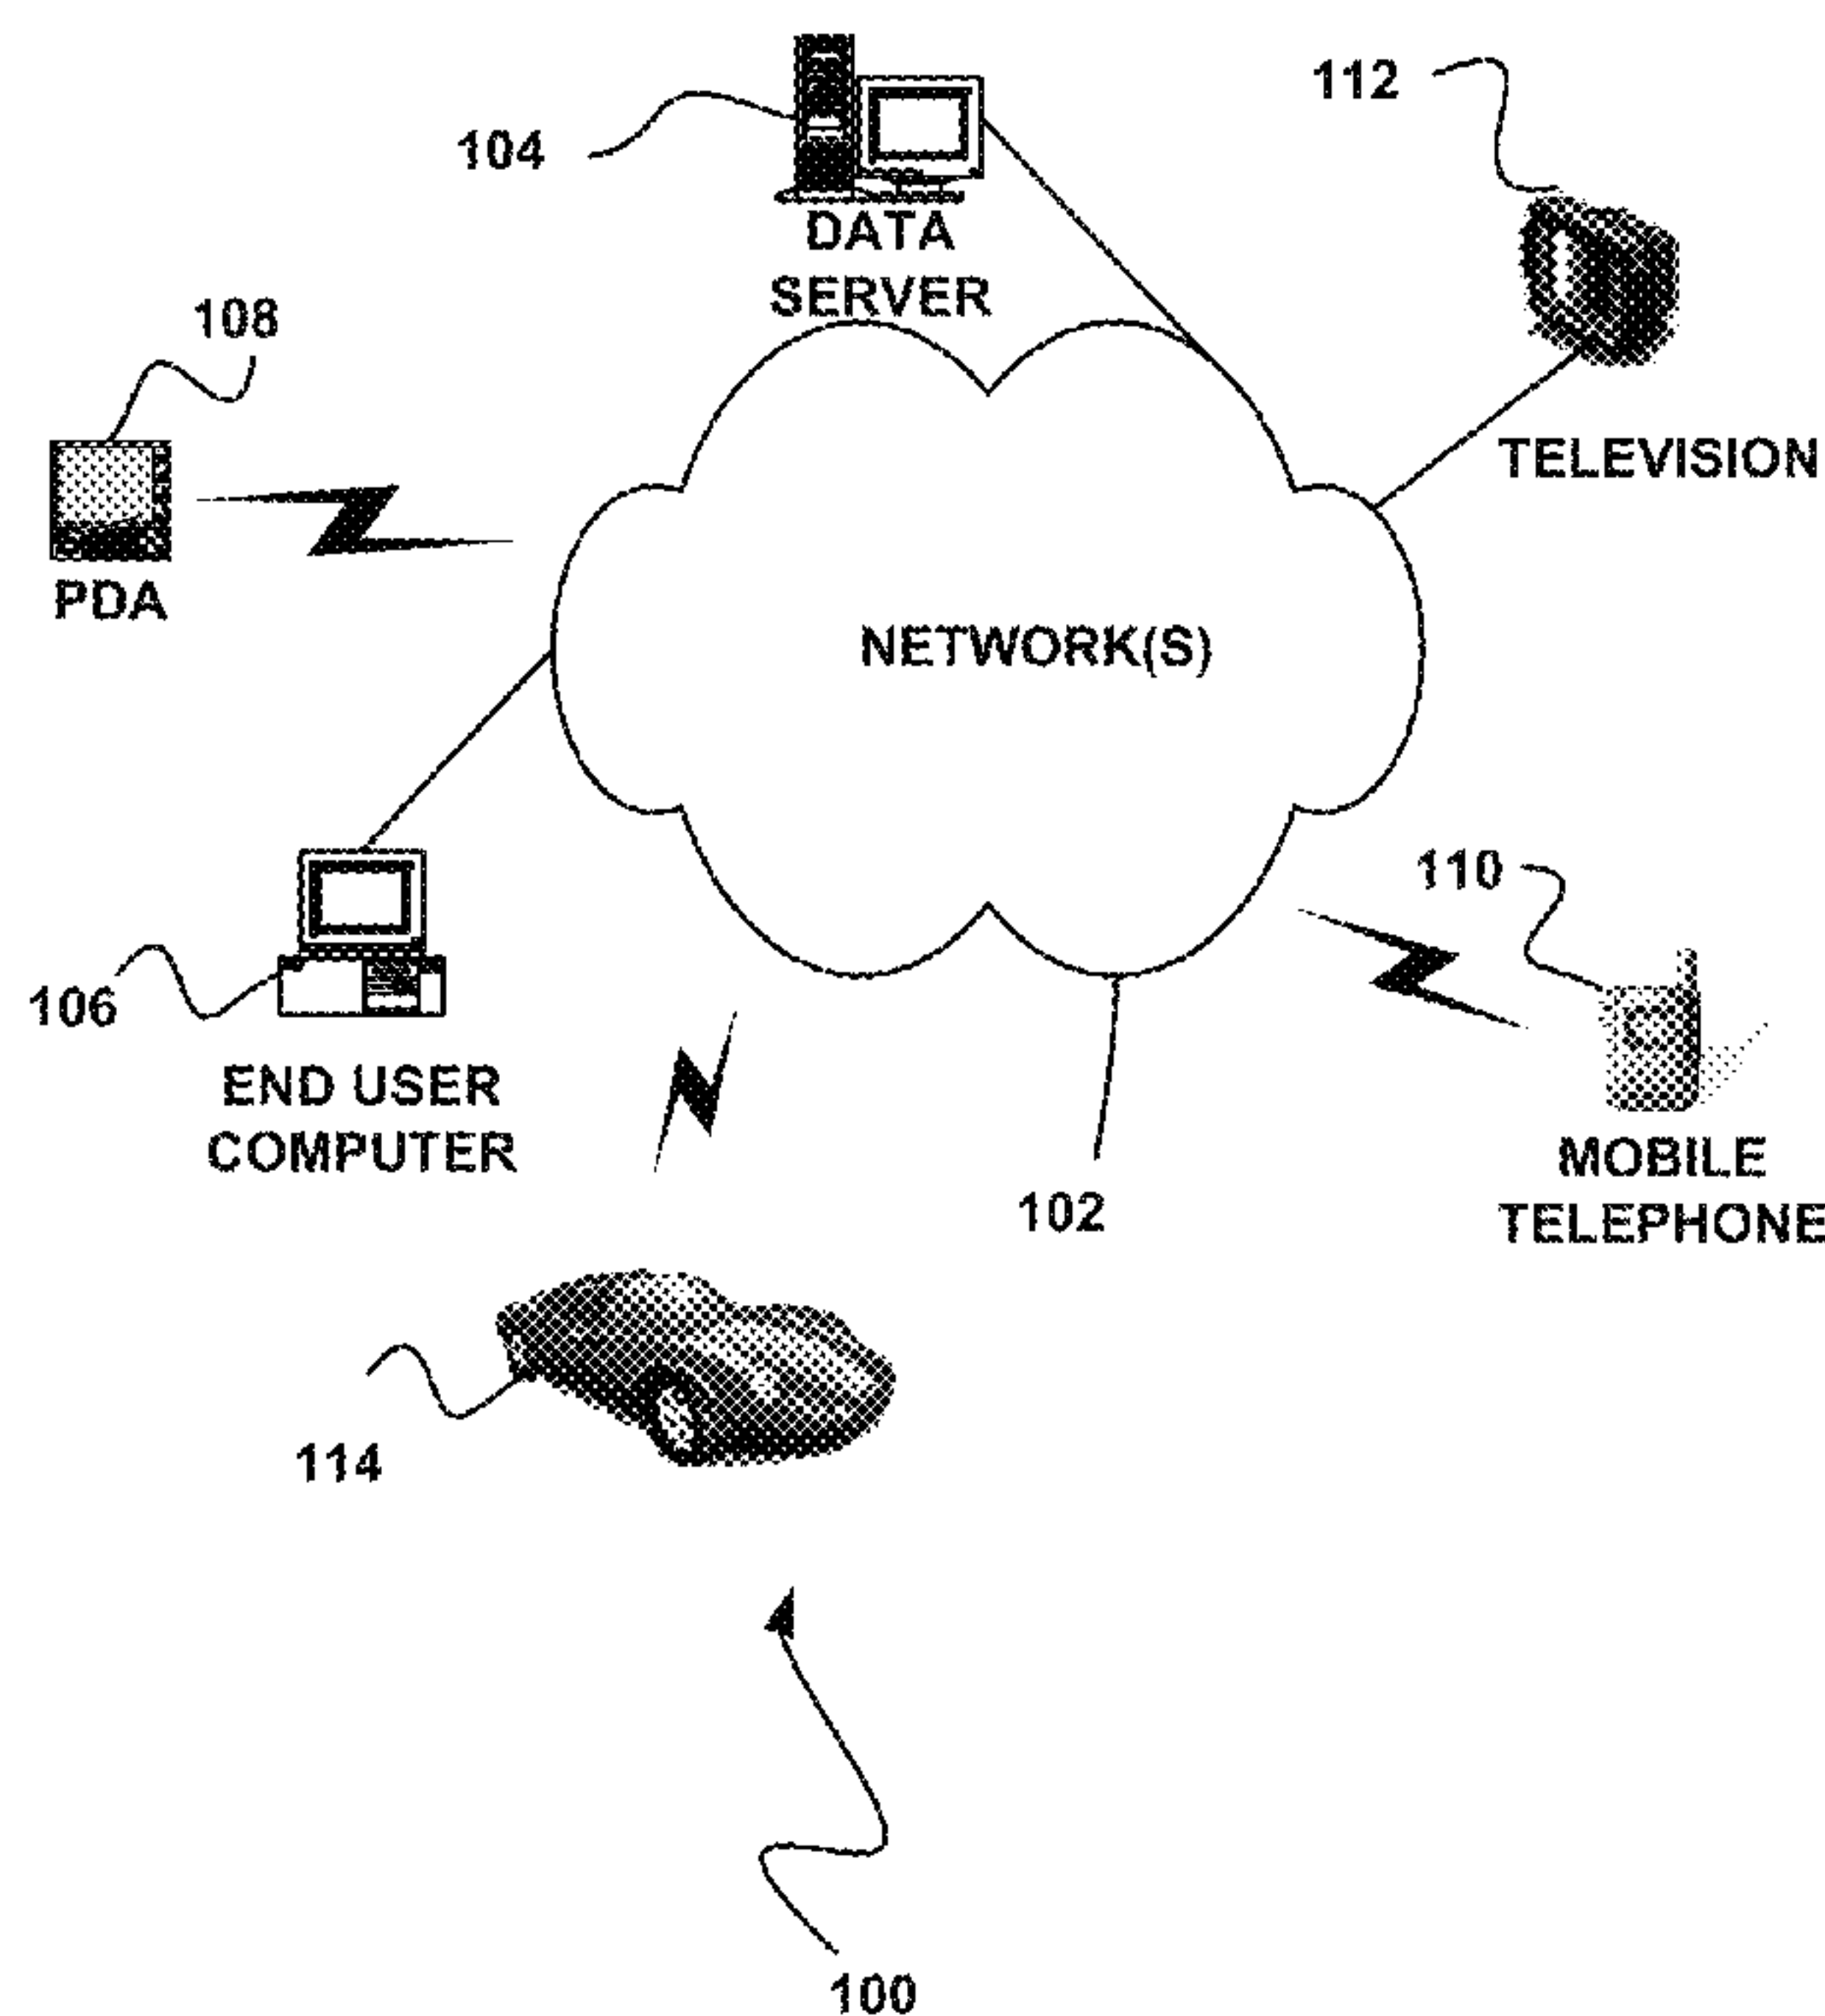 112
104
DATA
SERVER
108
TELEVISION
PDA
NETWORK(S)
110
106
END USER
COMPUTER
MOBILE
TELEPHONE
102
114
100